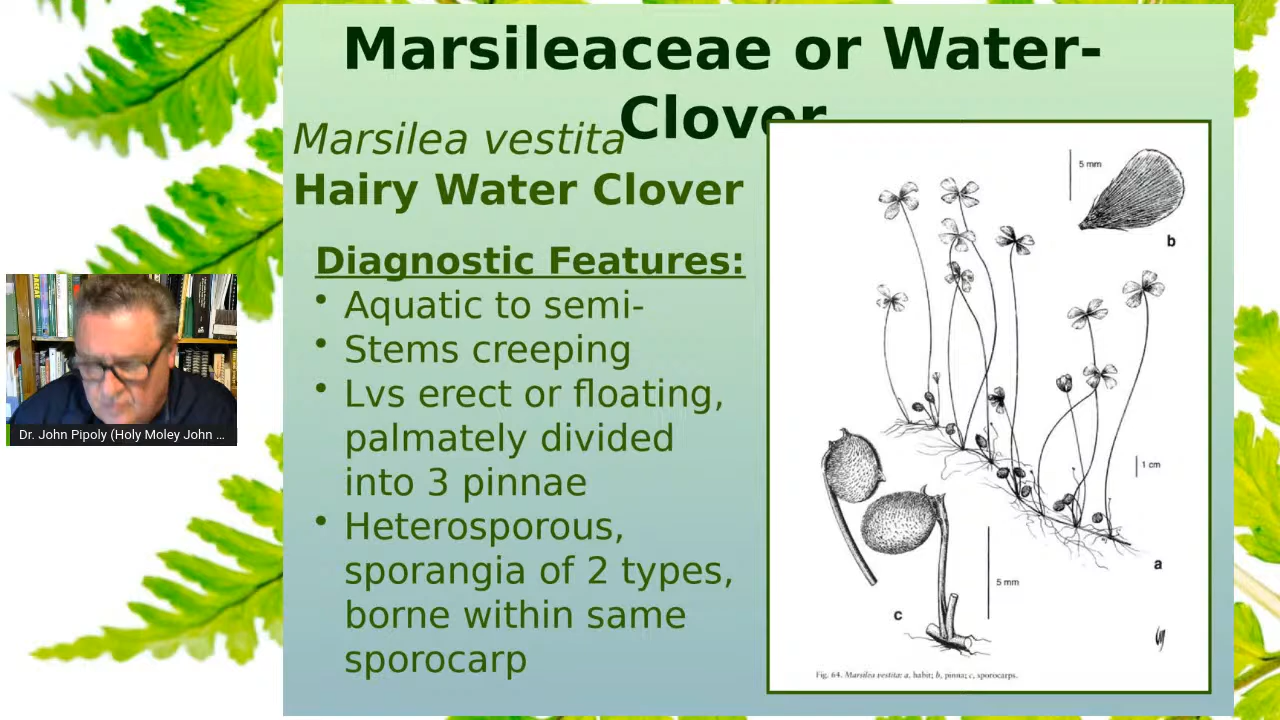 Marsileaceae or Water-
Clover
Marsilea vestita
Hairy Water Clover
Diagnostic Features:
• Aquatic to semi-
• Stems creeping
• Lvs erect or floating,
palmately divided
into 3 pinnae
• Heterosporous,
sporangia of 2 types,
borne within same
sporocarp
5 mm
b
1 cm
a
5 mm
c
Fig. 64. Marsilea vestita: a, habit; b, pinna; c, sporocarps.
Dr. John Pipoly (Holy Moley John ...